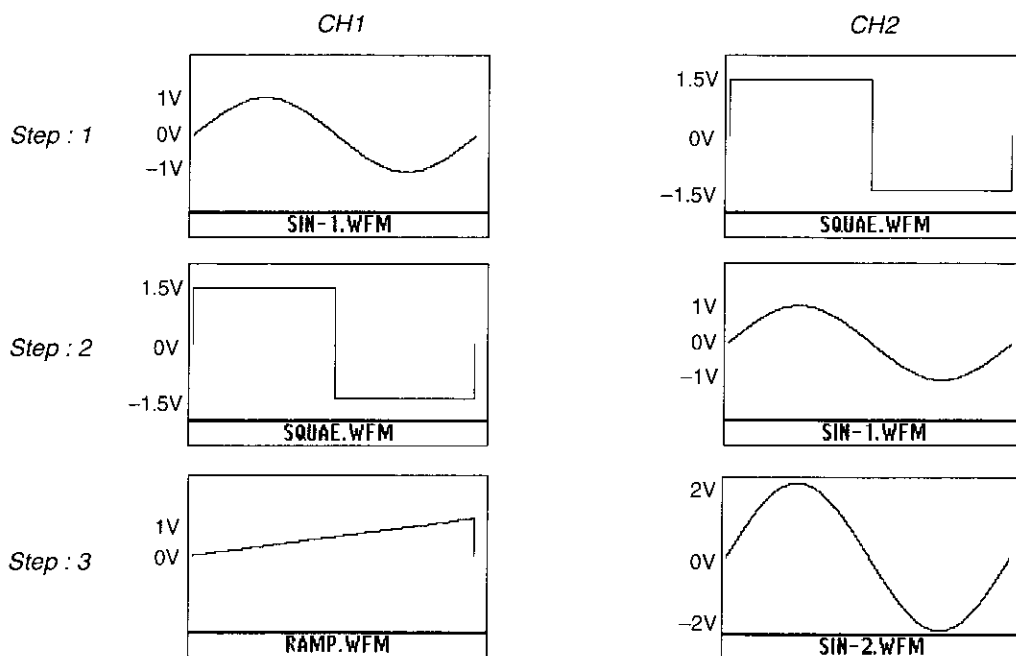 CH1
CH2
Step : 1
1V
0V
−1V
SIN-1.WFM
1.5V
0V
−1.5V
SQUAE.WFM
Step : 2
1.5V
0V
−1.5V
SQUAE.WFM
1V
0V
−1V
SIN-1.WFM
Step : 3
1V
0V
RAMP.WFM
2V
0V
−2V
SIN-2.WFM